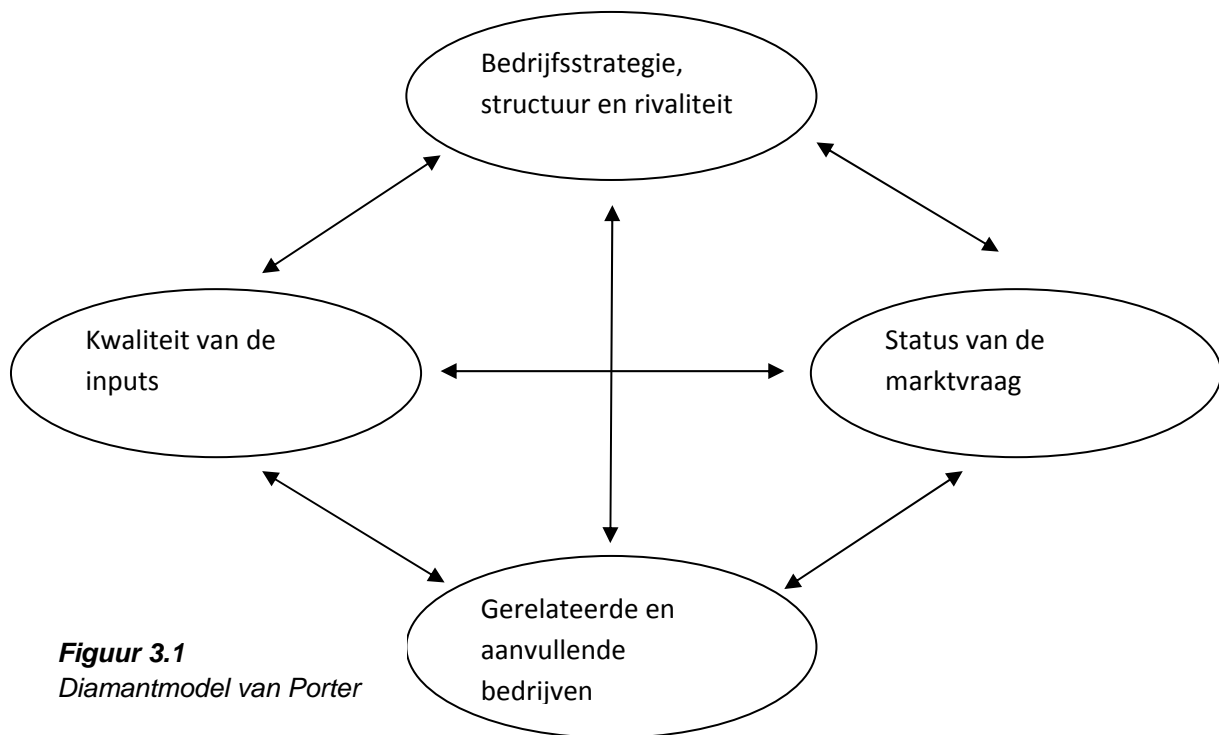 Bedrijfsstrategie,
structuur en rivaliteit
Kwaliteit van de
inputs
Status van de
marktvraag
Gerelateerde en
aanvullende
bedrijven
Figuur 3.1
Diamantmodel van Porter